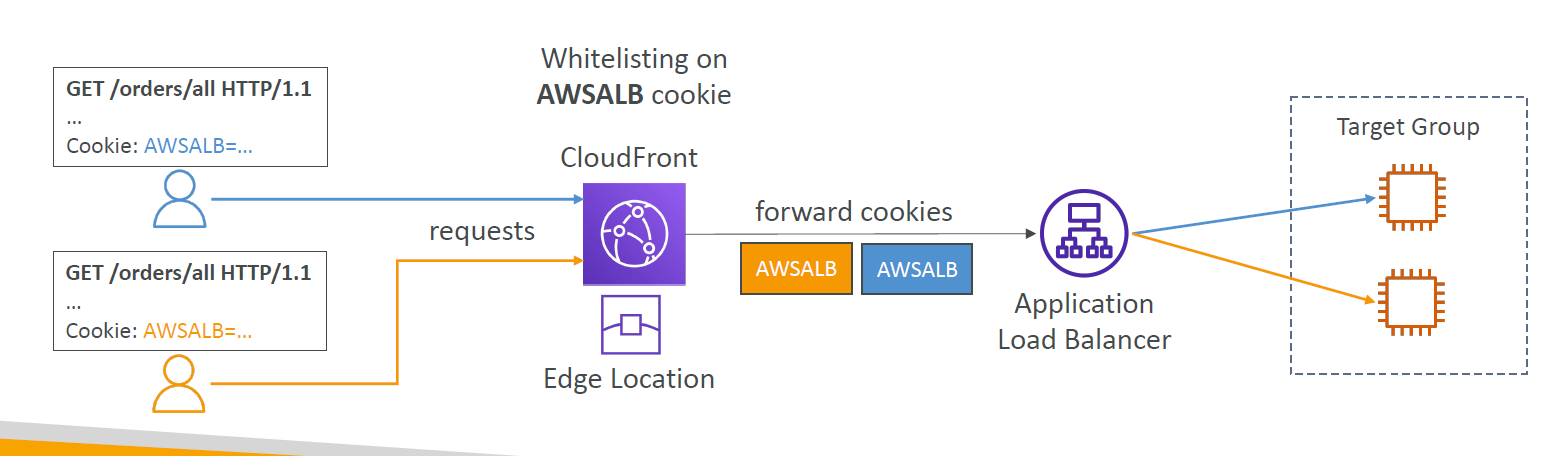 Whitelisting on
AWSALB cookie
GET /orders/all HTTP/1.1
...
Cookie: AWSALB=...
CloudFront
requests
GET /orders/all HTTP/1.1
...
Cookie: AWSALB=...
Edge Location
forward cookies
AWSALB
AWSALB
Application
Load Balancer
Target Group